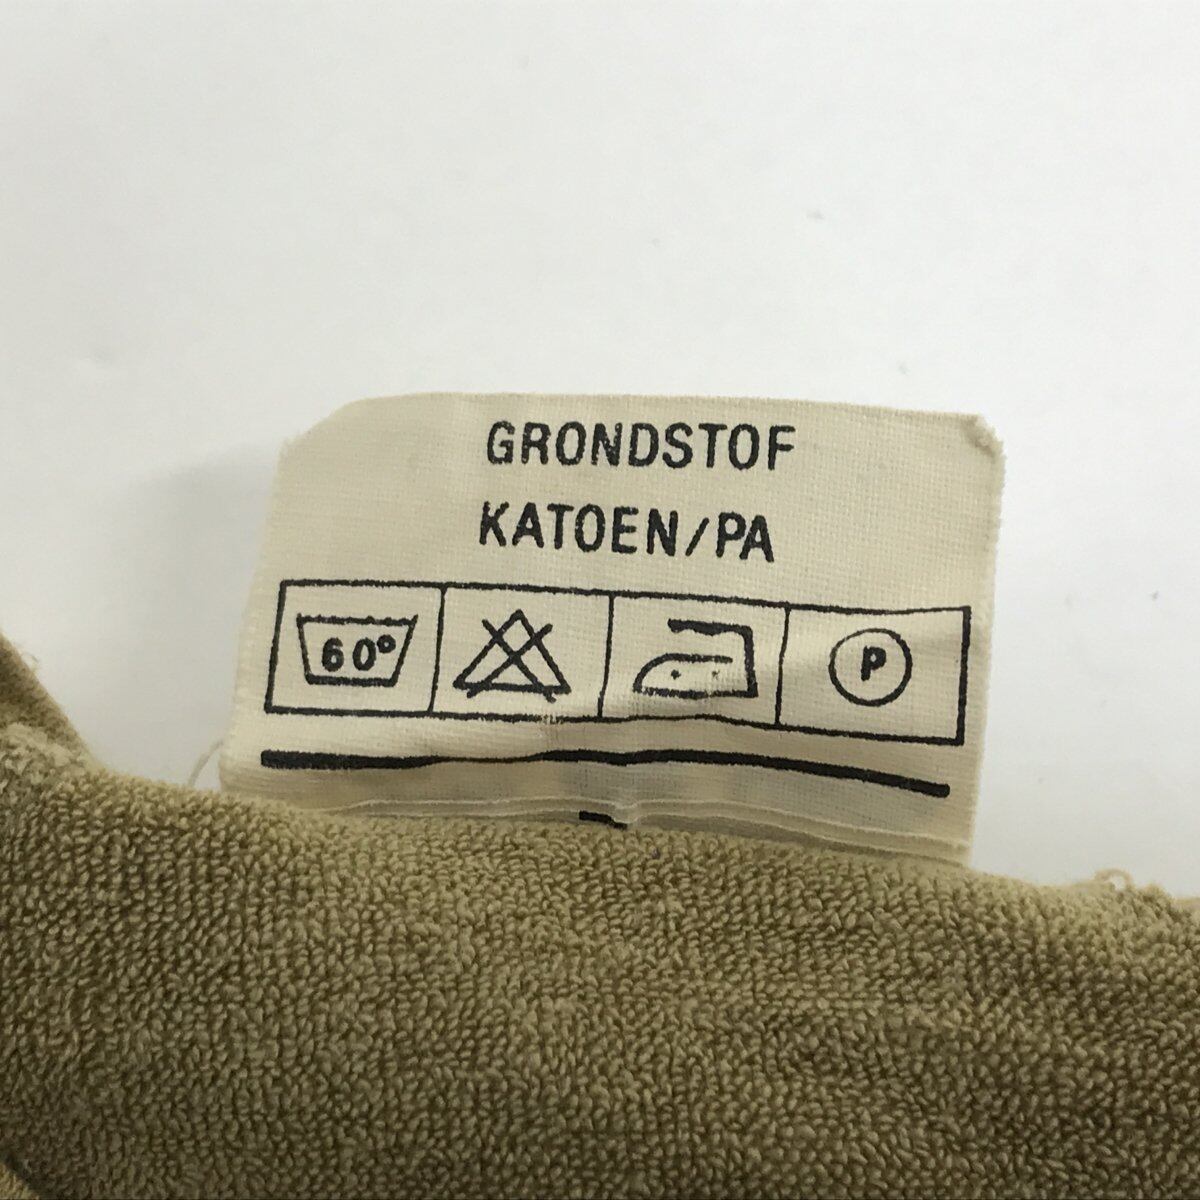 GRONDSTOF
KATOEN/PA
60° P